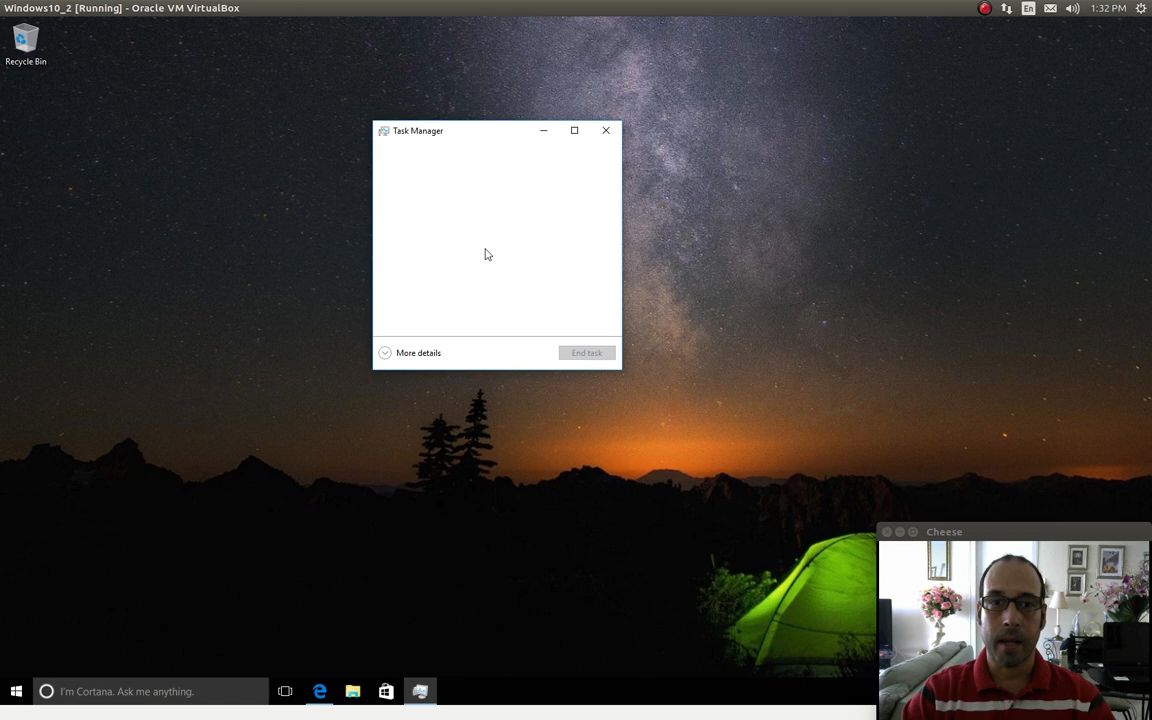 Windows10_2 [Running] - Oracle VM VirtualBox
En
1:32 PM
Recycle Bin
Task Manager
More details
End task
Cheese
I'm Cortana. Ask me anything.